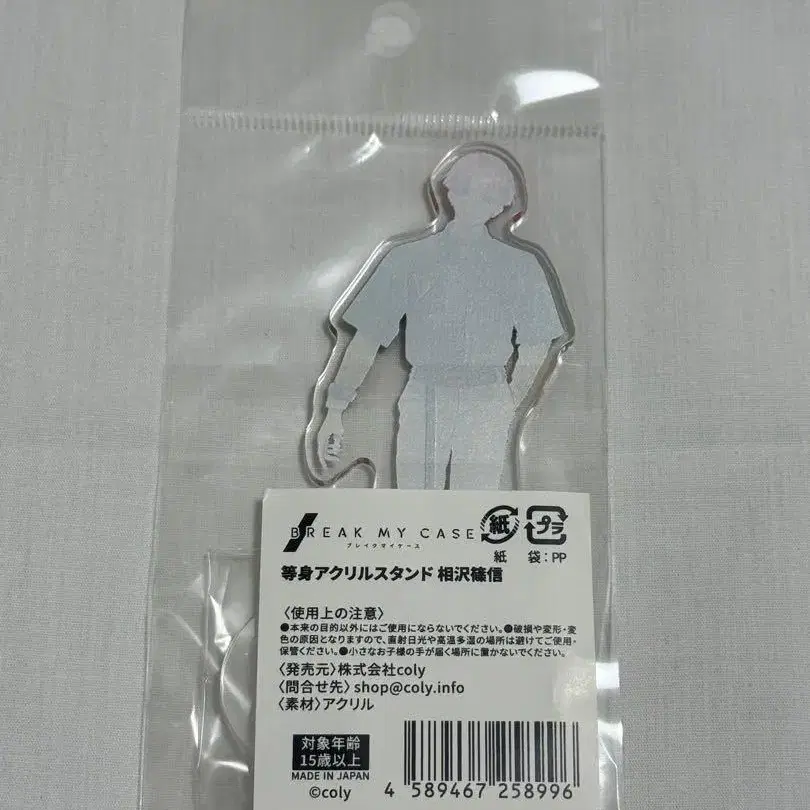 BREAK MY CASE
ブレイクマイケース
紙
プラ
紙 袋:PP
等身アクリルスタンド 相沢篠信
〈使用上の注意〉
●本来の目的以外にはご使用にならないでください。●破損や変形・変
色の原因となりますので、直射日光や高温多湿の場所は避けてご使用・
保管ください。●小さなお子様の手が届く場所に置かないでください。
〈発売元〉株式会社coly
〈問合せ先〉shop@coly.info
〈素材〉アクリル
対象年齢
15歳以上
MADE IN JAPAN
©coly
4 589467 258996